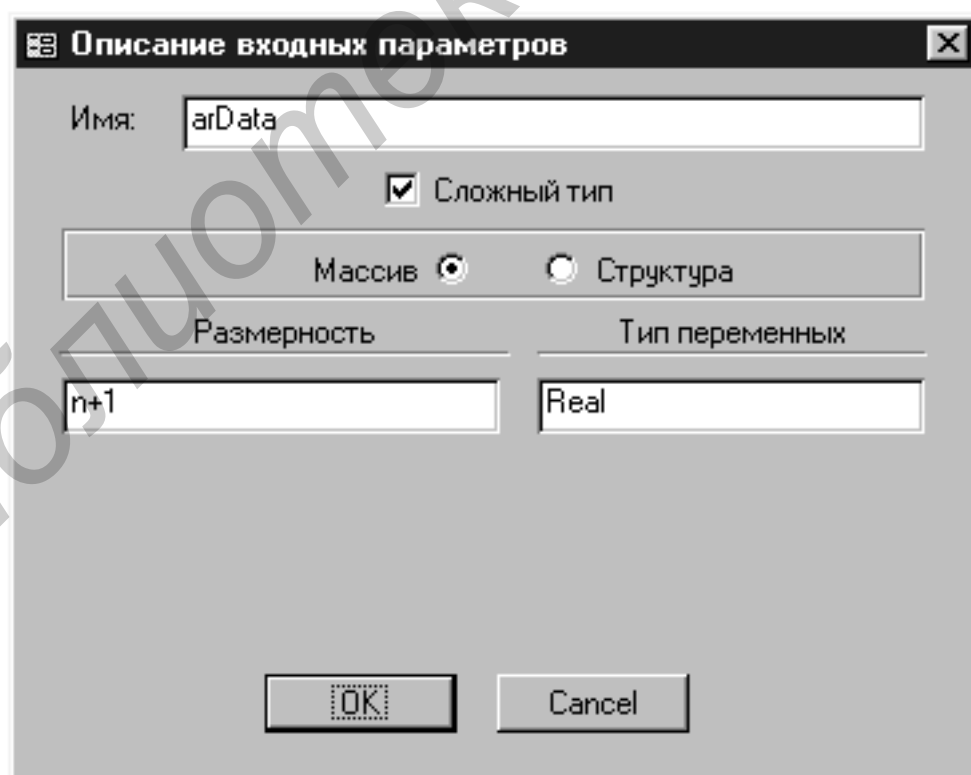 Описание входных параметров
Имя: arData
Сложный тип
Массив Структура
Размерность Тип переменных
n+1 Real
OK Cancel